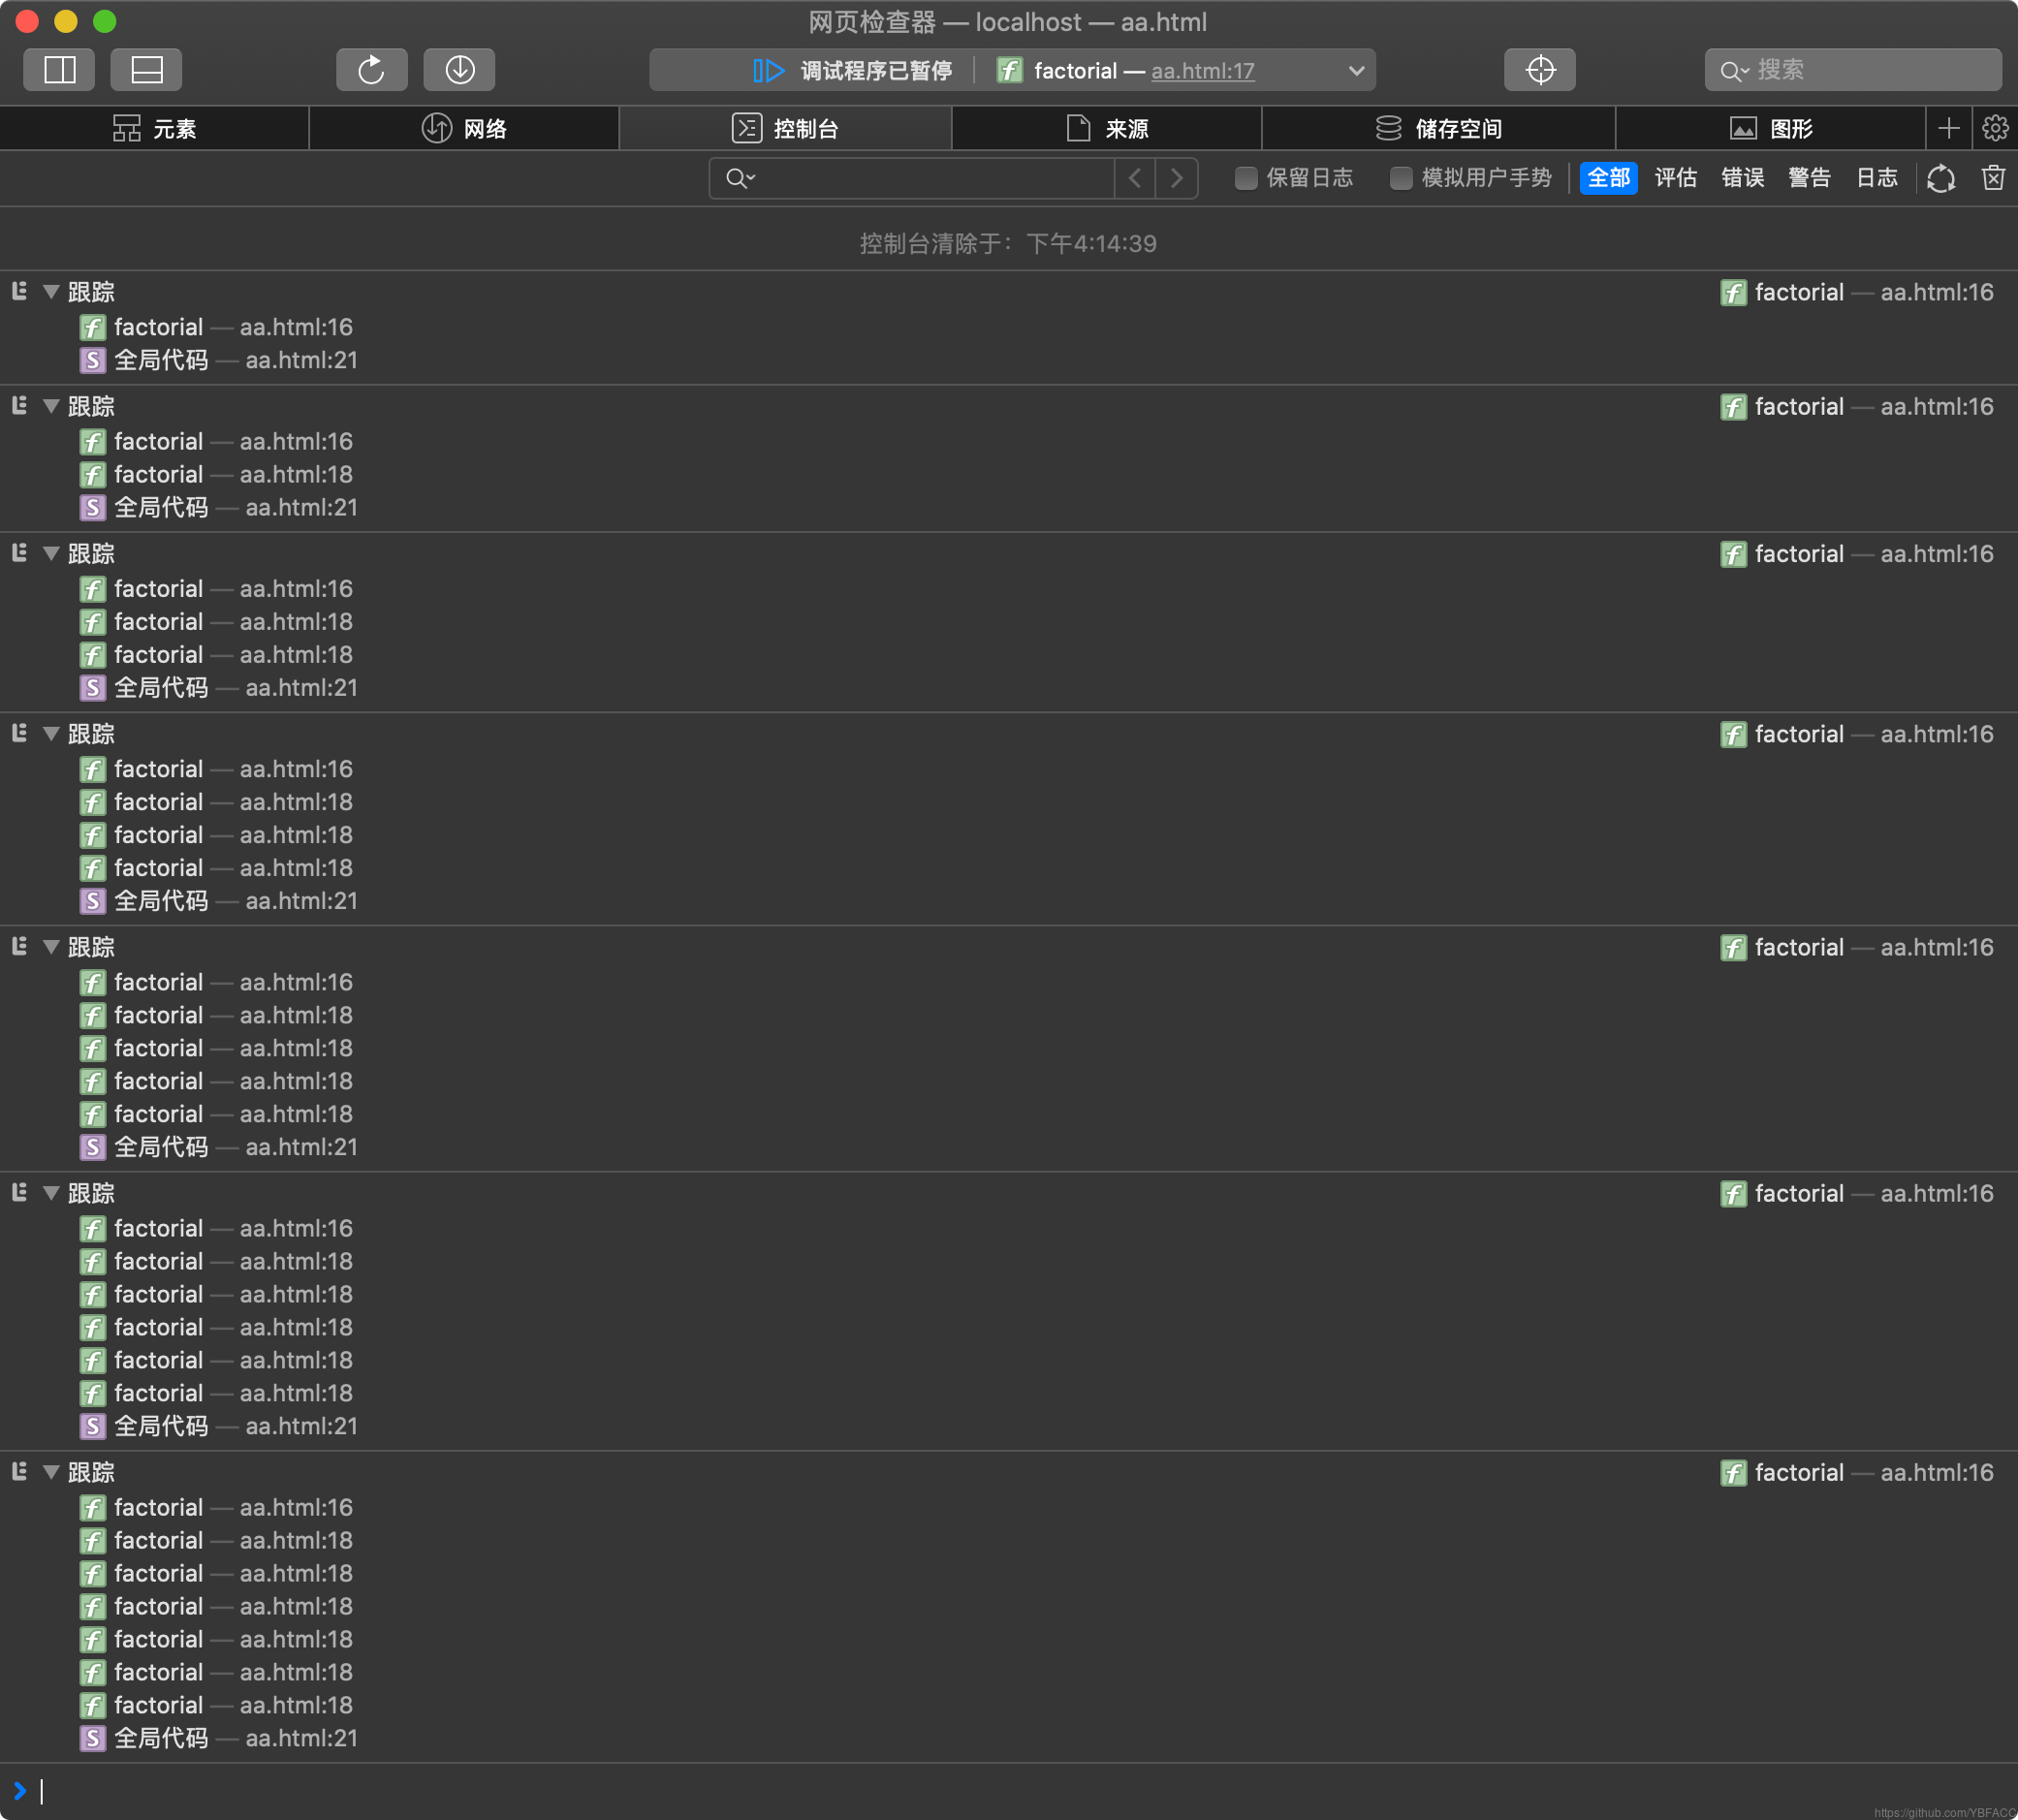 网页检查器 — localhost — aa.html
调试程序已暂停 factorial — aa.html:17 搜索
元素 网络 控制台 来源 储存空间 图形
保留日志 模拟用户手势 全部 评估 错误 警告 日志
控制台清除于：下午4:14:39
跟踪 factorial — aa.html:16
factorial — aa.html:16
全局代码 — aa.html:21
跟踪 factorial — aa.html:16
factorial — aa.html:16
factorial — aa.html:18
全局代码 — aa.html:21
跟踪 factorial — aa.html:16
factorial — aa.html:16
factorial — aa.html:18
factorial — aa.html:18
全局代码 — aa.html:21
跟踪 factorial — aa.html:16
factorial — aa.html:16
factorial — aa.html:18
factorial — aa.html:18
factorial — aa.html:18
全局代码 — aa.html:21
跟踪 factorial — aa.html:16
factorial — aa.html:16
factorial — aa.html:18
factorial — aa.html:18
factorial — aa.html:18
factorial — aa.html:18
全局代码 — aa.html:21
跟踪 factorial — aa.html:16
factorial — aa.html:16
factorial — aa.html:18
factorial — aa.html:18
factorial — aa.html:18
factorial — aa.html:18
factorial — aa.html:18
全局代码 — aa.html:21
跟踪 factorial — aa.html:16
factorial — aa.html:16
factorial — aa.html:18
factorial — aa.html:18
factorial — aa.html:18
factorial — aa.html:18
factorial — aa.html:18
factorial — aa.html:18
全局代码 — aa.html:21
https://github.com/YBFACC